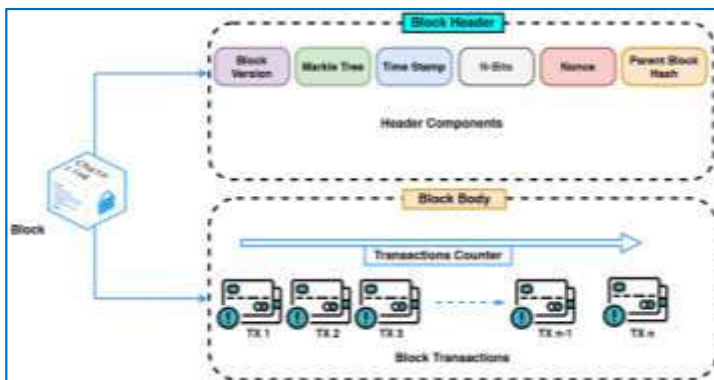 Block Header
Block Version
Markle Tree
Time Stamp
N-Bits
Nonce
Parent Block Hash
Header Components
Block
Block Body
Transactions Counter
TX 1
TX 2
TX 3
TX n-1
TX n
Block Transactions